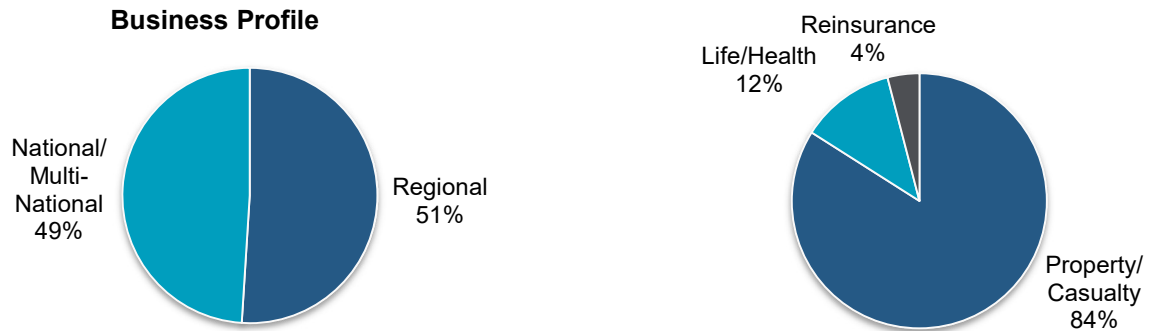 Business Profile
National/
Multi-
National
49%
Regional
51%
Reinsurance
4%
Life/Health
12%
Property/
Casualty
84%